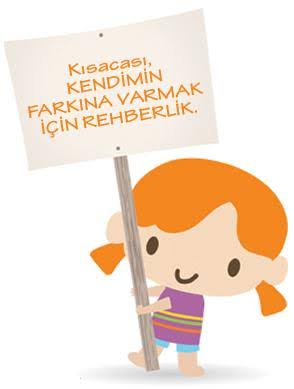 Kısacası,
KENDİMİN
FARKINA VARMAK
İÇİN REHBERLİK.